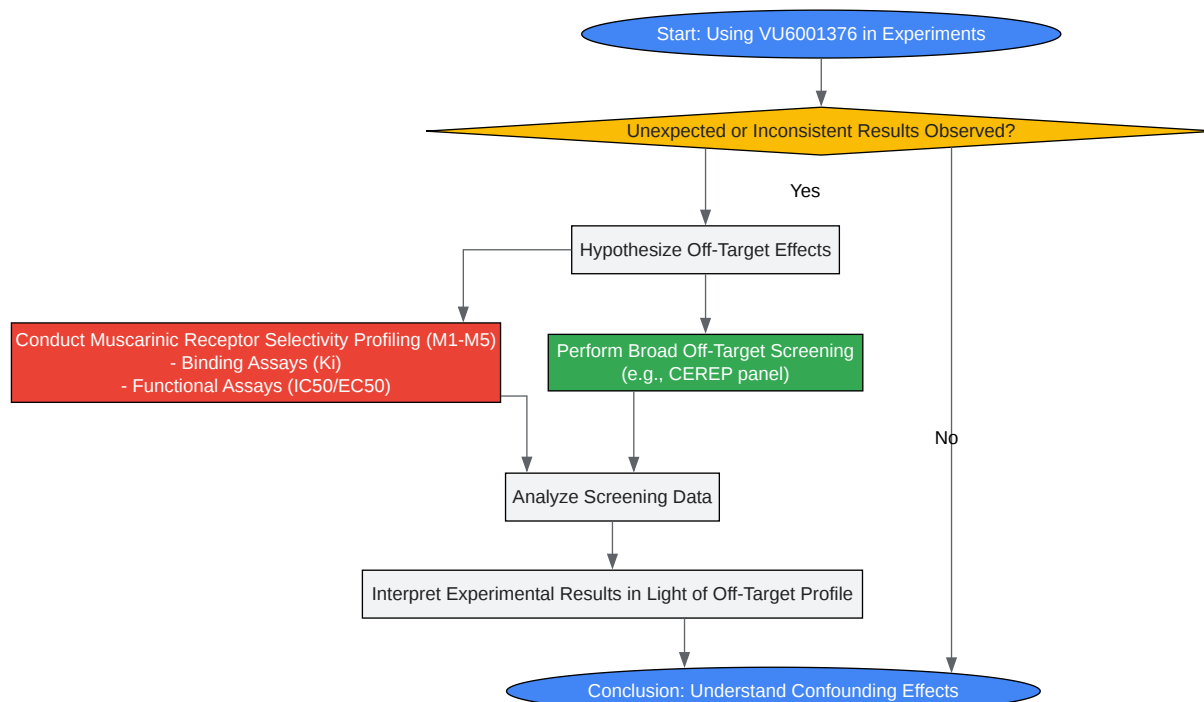 Start: Using VU6001376 in Experiments
Unexpected or Inconsistent Results Observed?
Yes
Hypothesize Off-Target Effects
Conduct Muscarinic Receptor Selectivity Profiling (M1-M5)
- Binding Assays (Ki)
- Functional Assays (IC50/EC50)
Perform Broad Off-Target Screening
(e.g., CEREP panel)
No
Analyze Screening Data
Interpret Experimental Results in Light of Off-Target Profile
Conclusion: Understand Confounding Effects